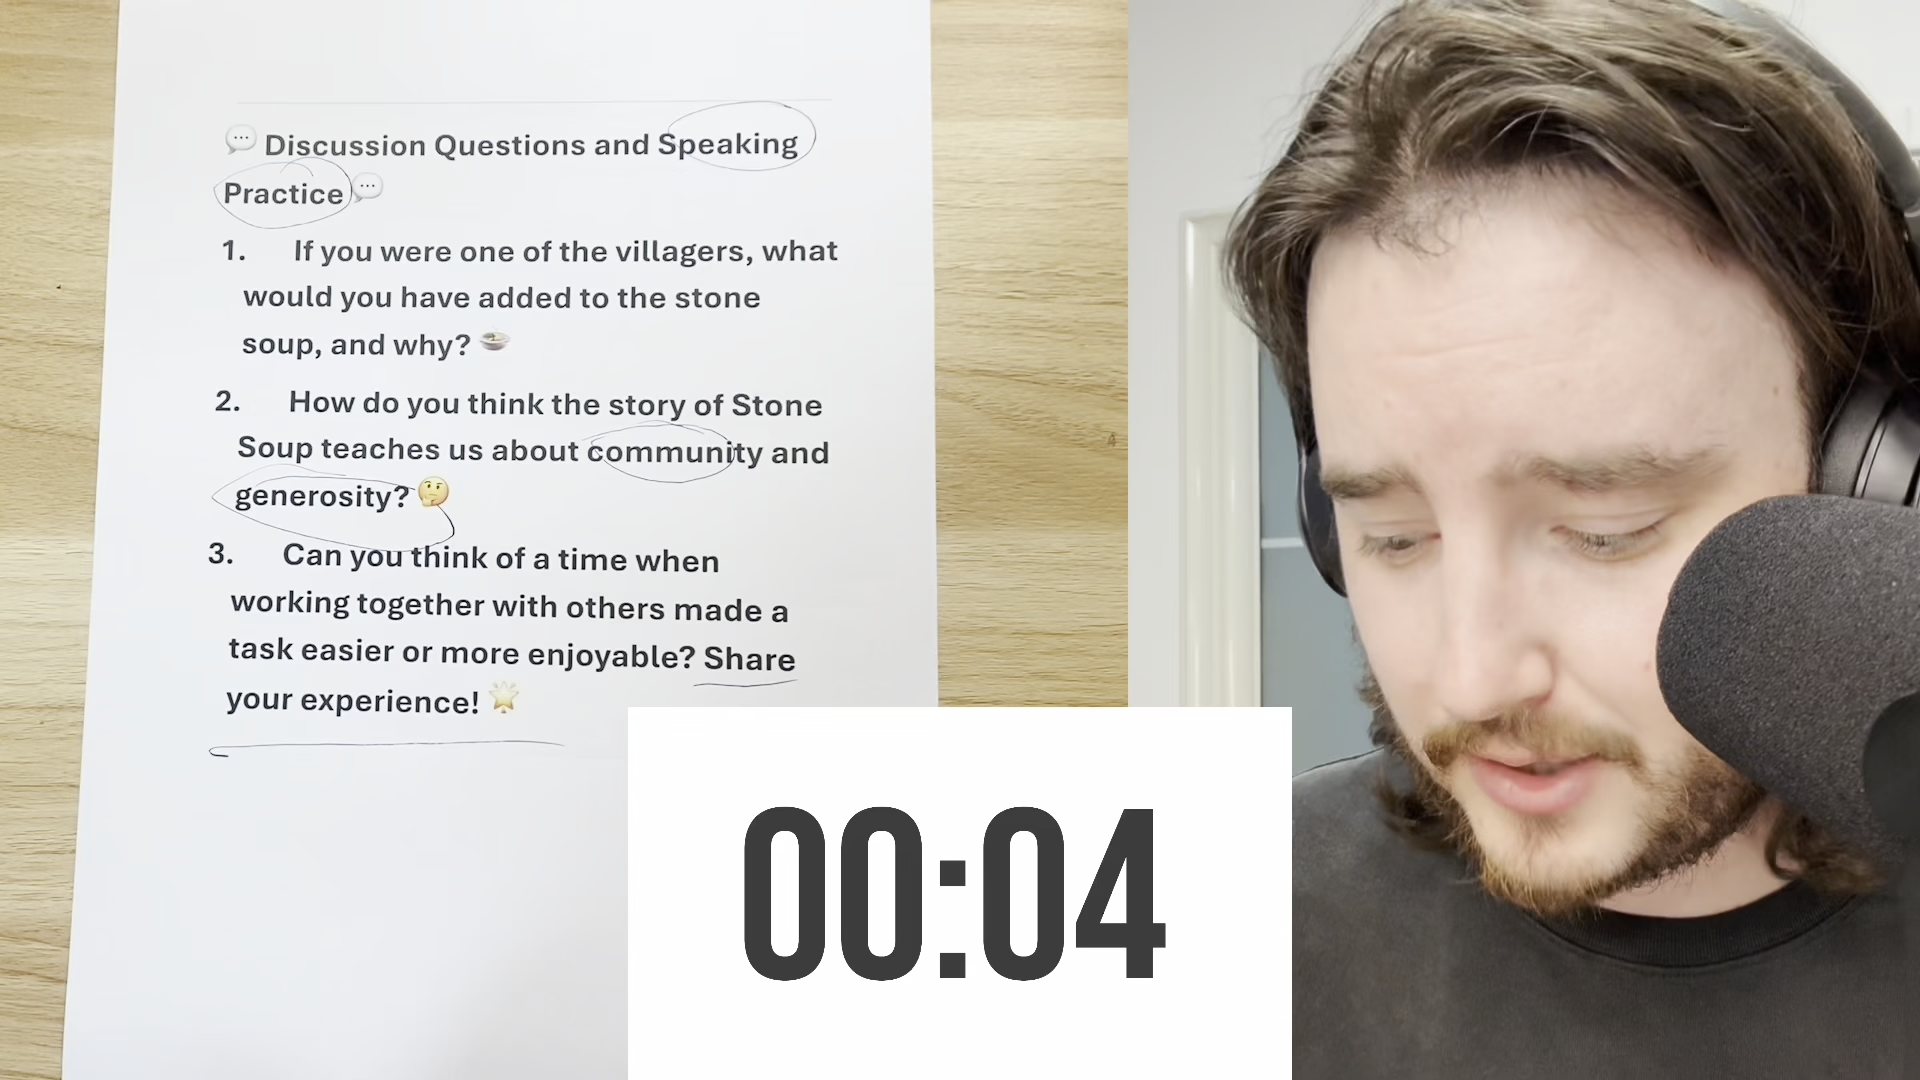 Discussion Questions and Speaking
Practice
1. If you were one of the villagers, what
would you have added to the stone
soup, and why?
2. How do you think the story of Stone
Soup teaches us about community and
generosity?
3. Can you think of a time when
working together with others made a
task easier or more enjoyable? Share
your experience!
00:04